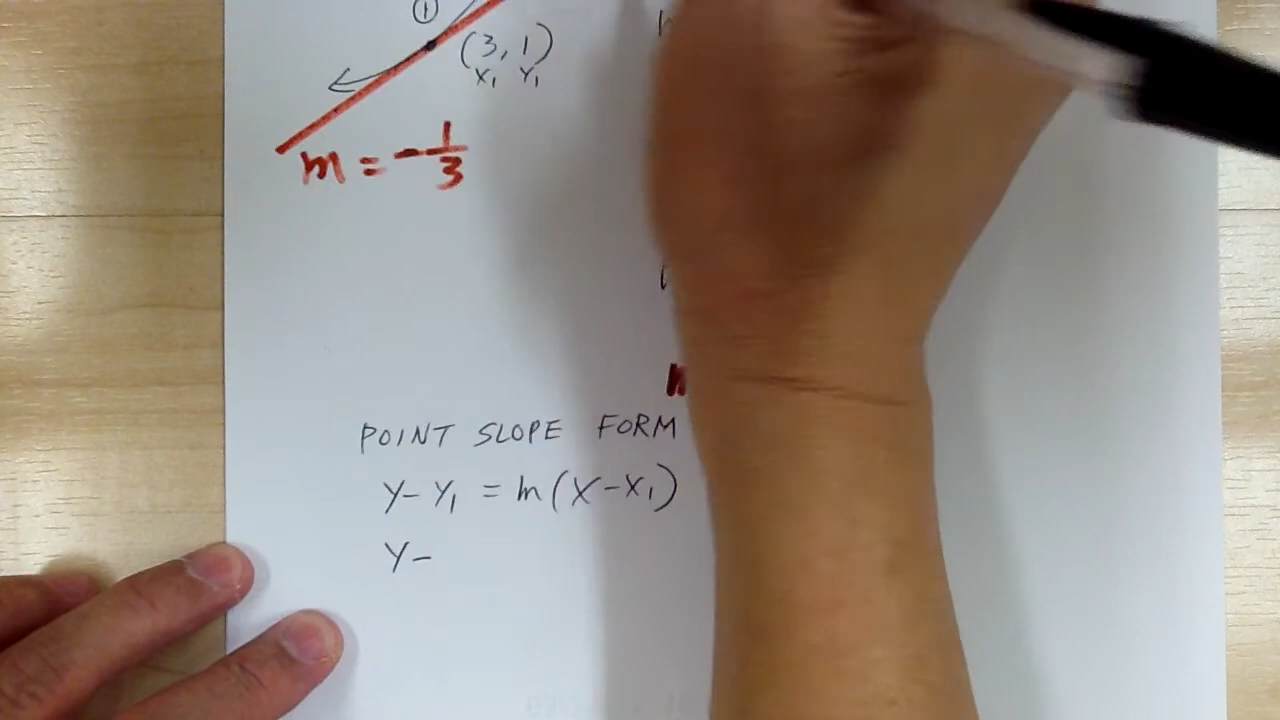 ①
(3, 1)
X₁ Y₁
m = -1/3
POINT SLOPE FORM
Y- Y₁ = m(X-X₁)
Y-